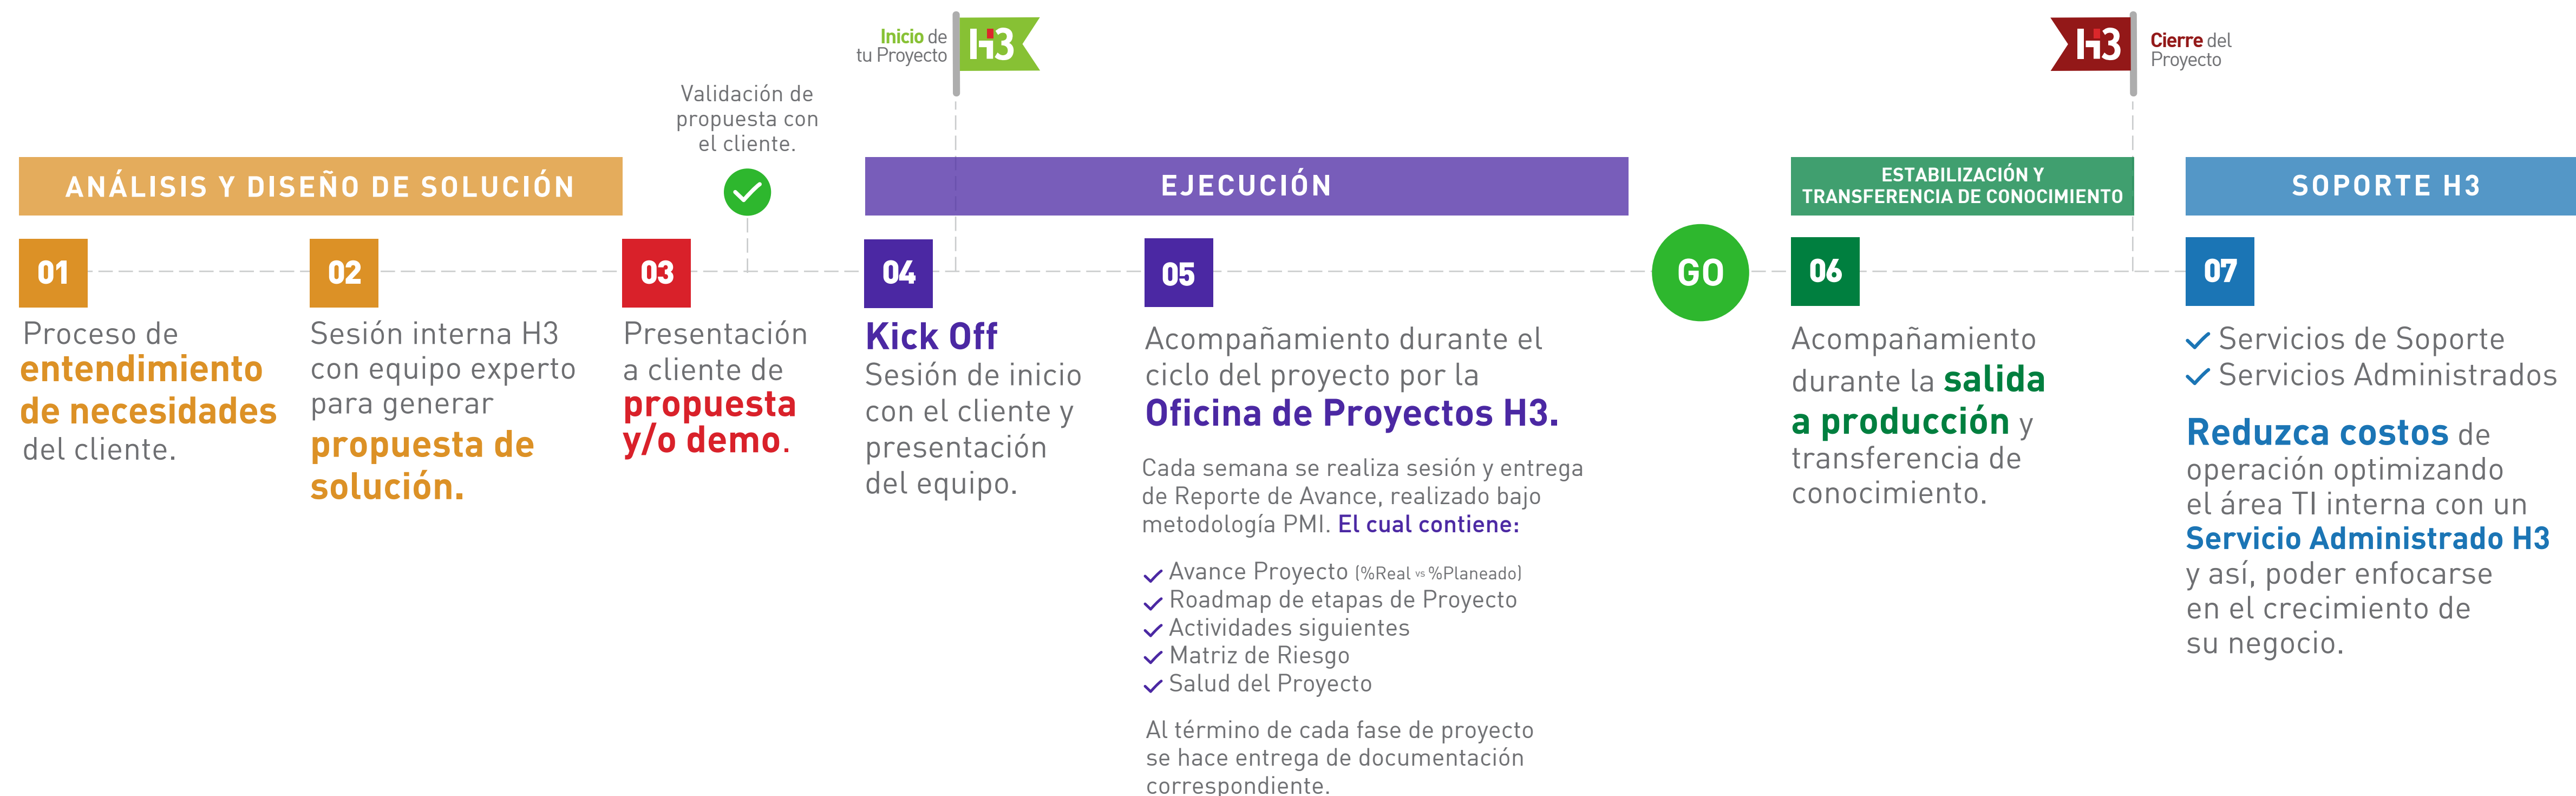 Inicio de
tu Proyecto
H3
H3
Cierre del
Proyecto
Validación de
propuesta con
el cliente.
ANÁLISIS Y DISEÑO DE SOLUCIÓN
EJECUCIÓN
ESTABILIZACIÓN Y
TRANSFERENCIA DE CONOCIMIENTO
SOPORTE H3
01
Proceso de
entendimiento
de necesidades
del cliente.
02
Sesión interna H3
con equipo experto
para generar
propuesta de
solución.
03
Presentación
a cliente de
propuesta
y/o demo.
04
Kick Off
Sesión de inicio
con el cliente y
presentación
del equipo.
05
Acompañamiento durante el
ciclo del proyecto por la
Oficina de Proyectos H3.
Cada semana se realiza sesión y entrega
de Reporte de Avance, realizado bajo
metodología PMI. El cual contiene:
Avance Proyecto (%Real vs %Planeado)
Roadmap de etapas de Proyecto
Actividades siguientes
Matriz de Riesgo
Salud del Proyecto
Al término de cada fase de proyecto
se hace entrega de documentación
correspondiente.
GO
06
Acompañamiento
durante la salida
a producción y
transferencia de
conocimiento.
07
Servicios de Soporte
Servicios Administrados
Reduzca costos de
operación optimizando
el área TI interna con un
Servicio Administrado H3
y así, poder enfocarse
en el crecimiento de
su negocio.